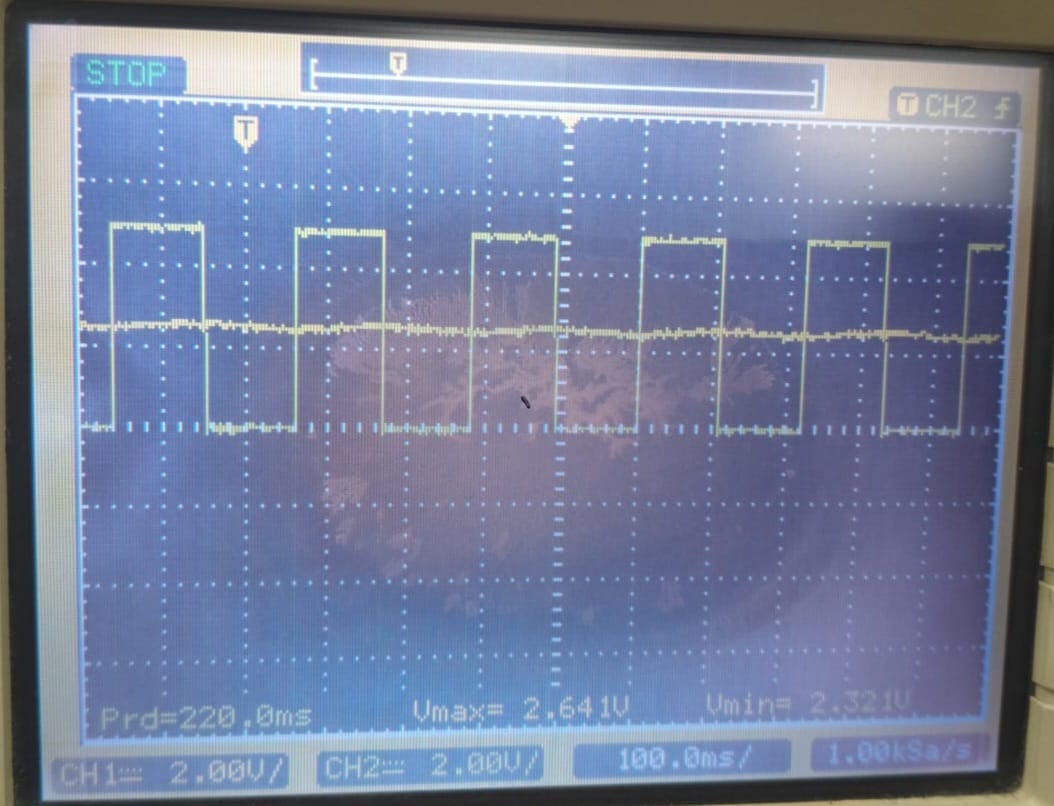 STOP
T
T CH2
T
Prd=220.0ms Vmax= 2.641V Vmin= 2.321V
CH1 2.00V/ CH2 2.00V/ 100.0ms/ 1.00kSa/s